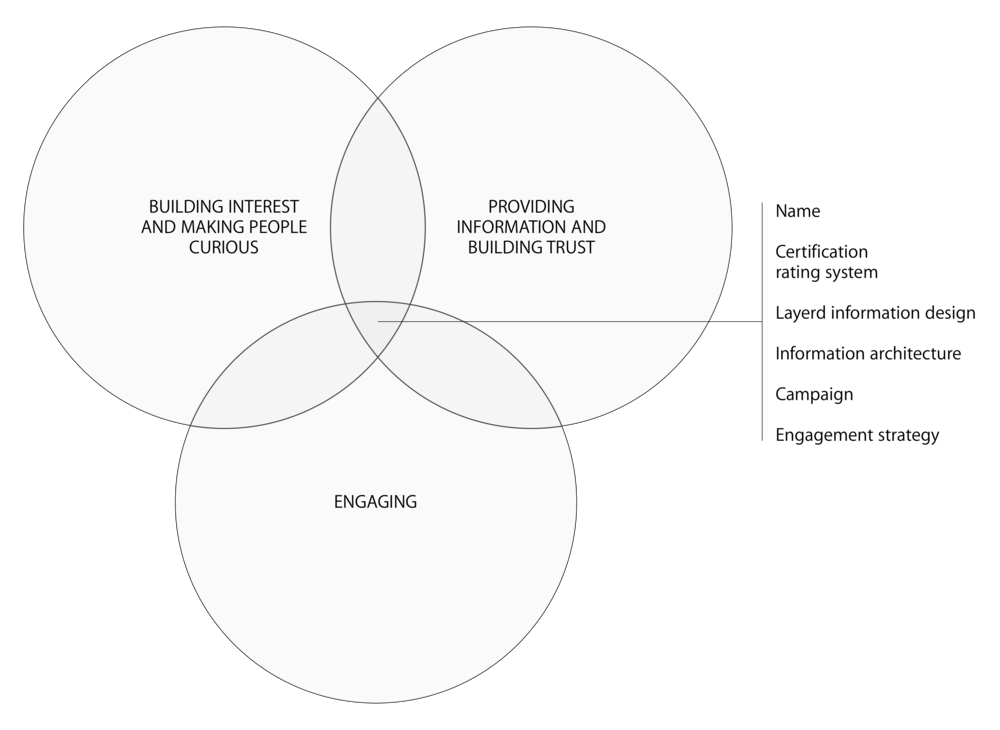 BUILDING INTEREST
AND MAKING PEOPLE
CURIOUS
PROVIDING
INFORMATION AND
BUILDING TRUST
Name
Certification
rating system
Layerd information design
Information architecture
Campaign
Engagement strategy
ENGAGING